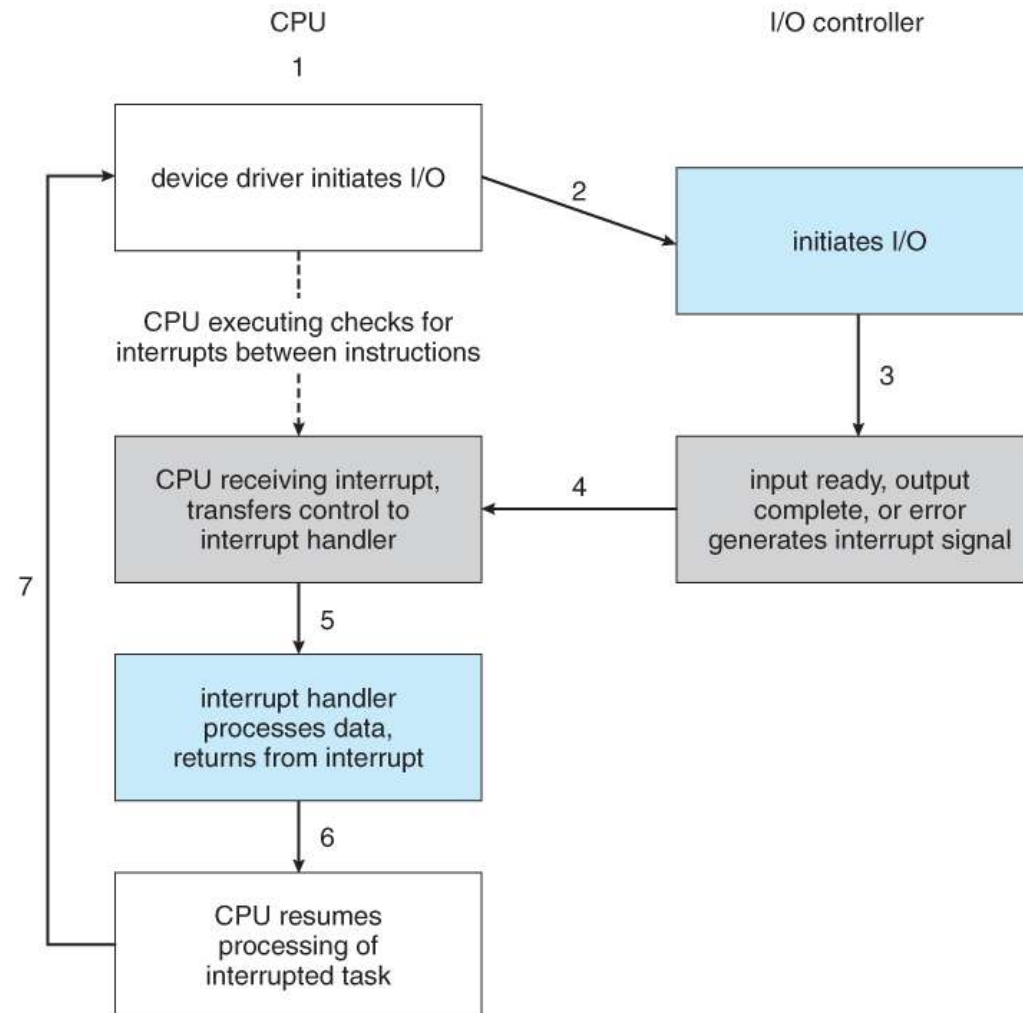 CPU
I/O controller
1
device driver initiates I/O
2
initiates I/O
CPU executing checks for
interrupts between instructions
3
CPU receiving interrupt,
transfers control to
interrupt handler
4
input ready, output
complete, or error
generates interrupt signal
7
5
interrupt handler
processes data,
returns from interrupt
6
CPU resumes
processing of
interrupted task